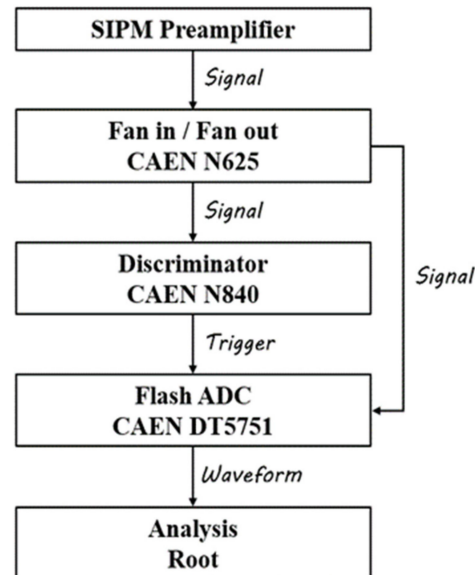 SIPM Preamplifier
Signal
Fan in / Fan out
CAEN N625
Signal
Signal
Discriminator
CAEN N840
Trigger
Flash ADC
CAEN DT5751
Waveform
Analysis
Root